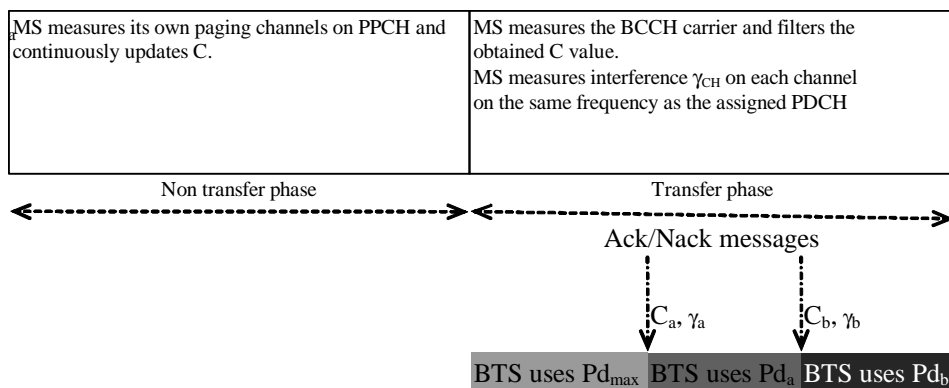 MS measures its own paging channels on PPCH and
a
continuously updates C.
MS measures the BCCH carrier and filters the
obtained C value.
MS measures interference γCH on each channel
on the same frequency as the assigned PDCH
Non transfer phase
Transfer phase
Ack/Nack messages
Ca, γa
Cb, γb
BTS uses Pdmax
BTS uses Pda
BTS uses Pdb